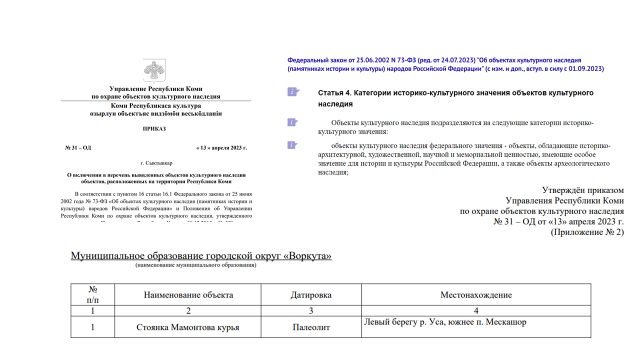 Управление Республики Коми
по охране объектов культурного наследия
Коми Республикаса культура
озырлун объектъяс видзӧмӧн веськӧдланін
ПРИКАЗ
№ 31 – ОД
« 13 » апреля 2023 г.
г. Сыктывкар
О включении в перечень выявленных объектов культурного наследия
объектов, расположенных на территории Республики Коми
В соответствии с пунктом 16 статьи 16.1 Федерального закона от 25 июня
2002 года № 73-ФЗ «Об объектах культурного наследия (памятниках истории и
культуры) народов Российской Федерации» и Положения об Управлении
Республики Коми по охране объектов культурного наследия, утвержденного
Федеральный закон от 25.06.2002 N 73-ФЗ (ред. от 24.07.2023) "Об объектах культурного наследия
(памятниках истории и культуры) народов Российской Федерации" (с изм. и доп., вступ. в силу с 01.09.2023)
Статья 4. Категории историко-культурного значения объектов культурного
наследия
Объекты культурного наследия подразделяются на следующие категории историко-
культурного значения:
объекты культурного наследия федерального значения - объекты, обладающие историко-
архитектурной, художественной, научной и мемориальной ценностью, имеющие особое
значение для истории и культуры Российской Федерации, а также объекты археологического
наследия;
Утверждён приказом
Управления Республики Коми
по охране объектов культурного наследия
№ 31 – ОД от «13» апреля 2023 г.
(Приложение № 2)
Муниципальное образование городской округ «Воркута»
(наименование муниципального образования)
№ п/п Наименование объекта Датировка Местонахождение
1 2 3 4
1 Стоянка Мамонтова курья Палеолит Левый берегу р. Уса, южнее п. Мескашор